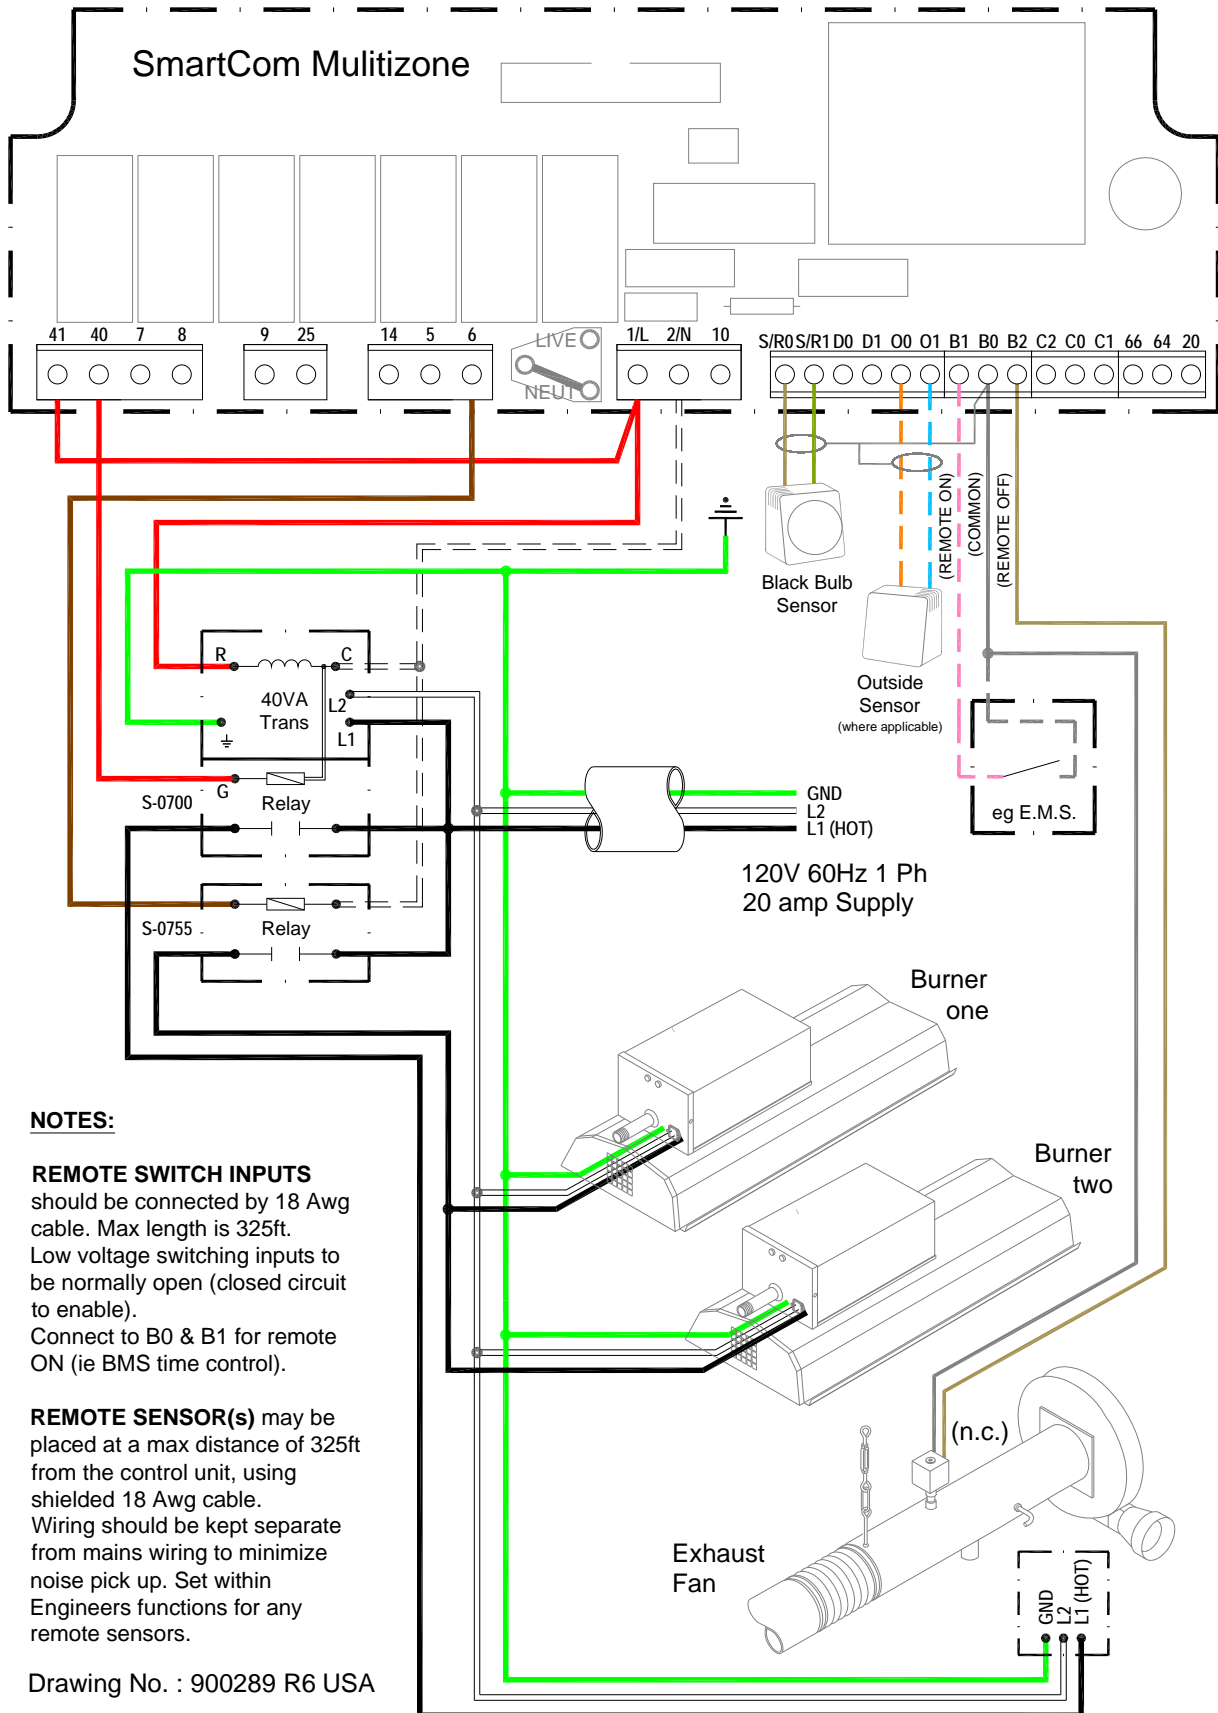 SmartCom Mulitizone
41 40 7 8 9 25 14 5 6 LIVE NEUT 1/L 2/N 10 S/R0 S/R1 D0 D1 O0 O1 B1 B0 B2 C2 C0 C1 66 64 20
Black Bulb
Sensor
Outside
Sensor
(where applicable)
(REMOTE ON)
(COMMON)
(REMOTE OFF)
R C
40VA
Trans
L2
L1
G
S-0700
Relay
S-0755
Relay
GND
L2
L1 (HOT)
120V 60Hz 1 Ph
20 amp Supply
eg E.M.S.
Burner
one
Burner
two
NOTES:
REMOTE SWITCH INPUTS
should be connected by 18 Awg
cable. Max length is 325ft.
Low voltage switching inputs to
be normally open (closed circuit
to enable).
Connect to B0 & B1 for remote
ON (ie BMS time control).
REMOTE SENSOR(s) may be
placed at a max distance of 325ft
from the control unit, using
shielded 18 Awg cable.
Wiring should be kept separate
from mains wiring to minimize
noise pick up. Set within
Engineers functions for any
remote sensors.
Drawing No. : 900289 R6 USA
(n.c.)
Exhaust
Fan
GND
L2
L1 (HOT)